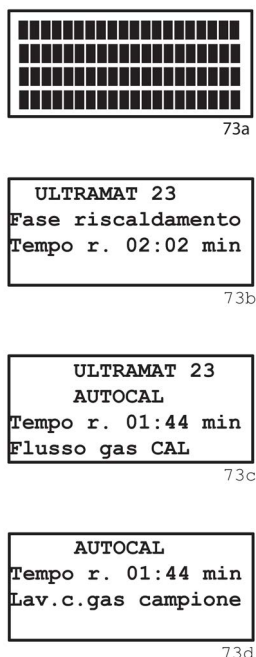 73a
ULTRAMAT 23
Fase riscaldamento
Tempo r. 02:02 min
73b
ULTRAMAT 23
AUTOCAL
Tempo r. 01:44 min
Flusso gas CAL
73c
AUTOCAL
Tempo r. 01:44 min
Lav.c.gas campione
73d